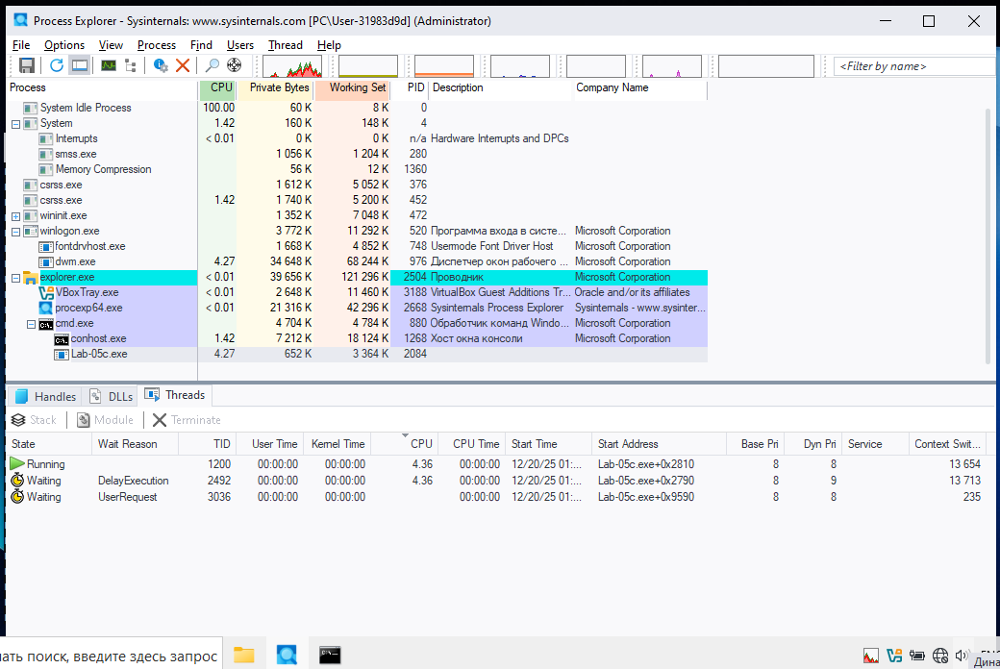 Process Explorer - Sysinternals: www.sysinternals.com [PC\User-31983d9d] (Administrator)
File Options View Process Find Users Thread Help
<Filter by name>
Process CPU Private Bytes Working Set PID Description Company Name
System Idle Process 100.00 60 K 8 K 0
System 1.42 160 K 148 K 4
Interrupts < 0.01 0 K 0 K n/a Hardware Interrupts and DPCs
smss.exe 1 056 K 1 204 K 280
Memory Compression 56 K 12 K 1360
csrss.exe 1 612 K 5 052 K 376
csrss.exe 1.42 1 740 K 5 200 K 452
wininit.exe 1 352 K 7 048 K 472
winlogon.exe 3 772 K 11 292 K 520 Программа входа в систе... Microsoft Corporation
fontdrvhost.exe 1 668 K 4 852 K 748 Usermode Font Driver Host Microsoft Corporation
dwm.exe 4.27 34 648 K 68 244 K 976 Диспетчер окон рабочего ... Microsoft Corporation
explorer.exe < 0.01 39 656 K 121 296 K 2504 Проводник Microsoft Corporation
VBoxTray.exe < 0.01 2 648 K 11 460 K 3188 VirtualBox Guest Additions Tr... Oracle and/or its affiliates
procexp64.exe < 0.01 21 316 K 42 296 K 2668 Sysinternals Process Explorer Sysinternals - www.sysinter...
cmd.exe 4 704 K 4 784 K 880 Обработчик команд Windo... Microsoft Corporation
conhost.exe 1.42 7 212 K 18 124 K 1268 Хост окна консоли Microsoft Corporation
Lab-05c.exe 4.27 652 K 3 364 K 2084
Handles DLLs Threads
Stack Module Terminate
State Wait Reason TID User Time Kernel Time CPU CPU Time Start Time Start Address Base Pri Dyn Pri Service Context Swit...
Running 1200 00:00:00 00:00:00 4.36 00:00:00 12/20/25 01:... Lab-05c.exe+0x2810 8 8 13 654
Waiting DelayExecution 2492 00:00:00 00:00:00 4.36 00:00:00 12/20/25 01:... Lab-05c.exe+0x2790 8 9 13 713
Waiting UserRequest 3036 00:00:00 00:00:00 00:00:00 12/20/25 01:... Lab-05c.exe+0x9590 8 8 235
ать поиск, введите здесь запрос
Дина